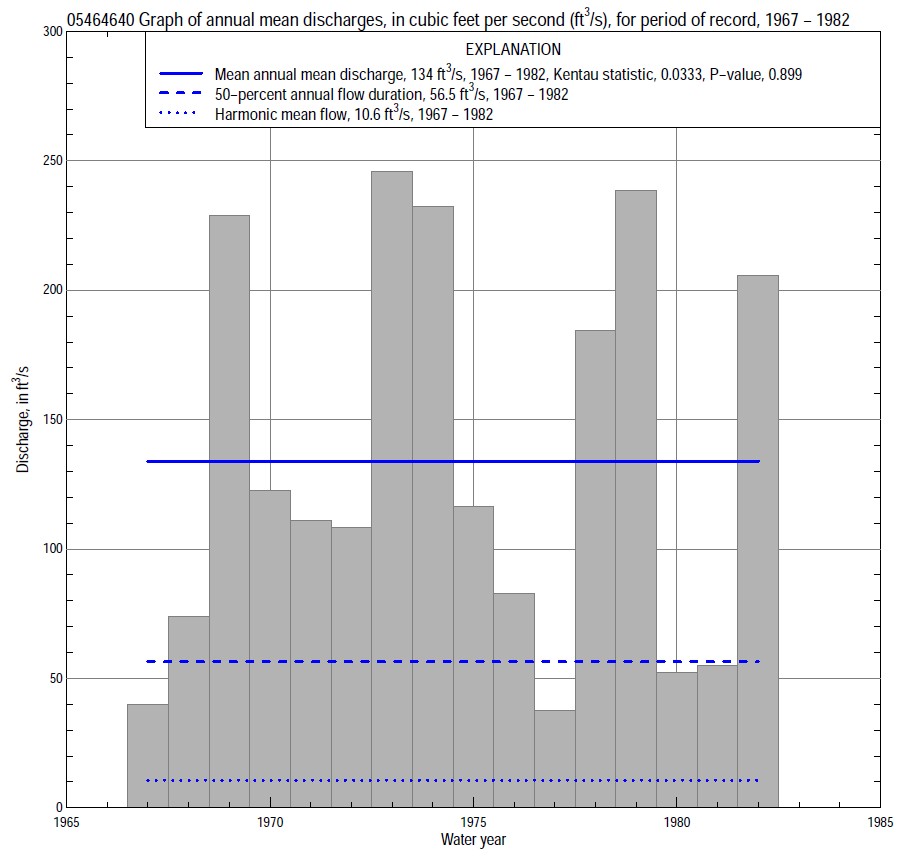 05464640 Graph of annual mean discharges, in cubic feet per second (ft³/s), for period of record, 1967 – 1982
EXPLANATION
Mean annual mean discharge, 134 ft³/s, 1967 – 1982, Kentau statistic, 0.0333, P–value, 0.899
50–percent annual flow duration, 56.5 ft³/s, 1967 – 1982
Harmonic mean flow, 10.6 ft³/s, 1967 – 1982
300
250
200
150
100
50
0
Discharge, in ft³/s
1965 1970 1975 1980 1985
Water year